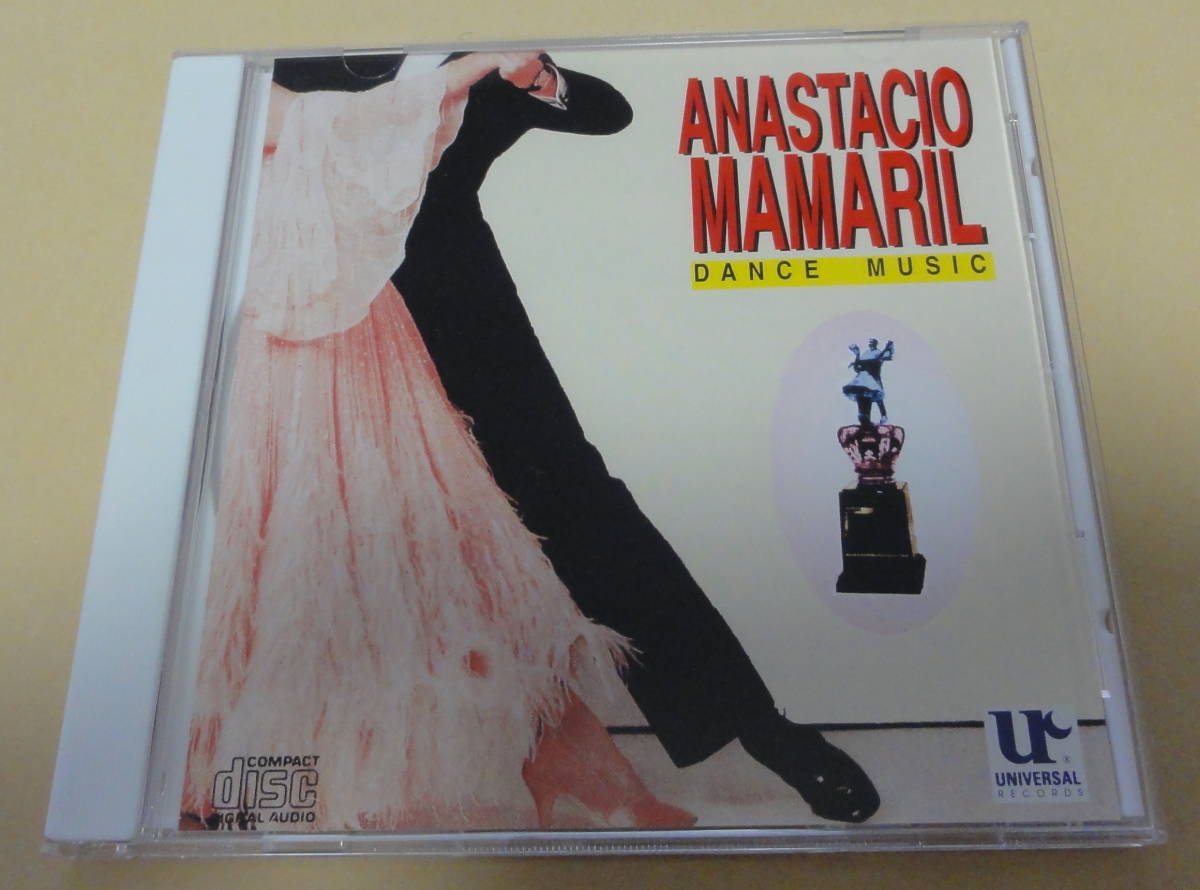 ANASTACIO
MAMARIL
DANCE MUSIC
ur
®
UNIVERSAL
RECORDS
COMPACT
disc
DIGITAL AUDIO